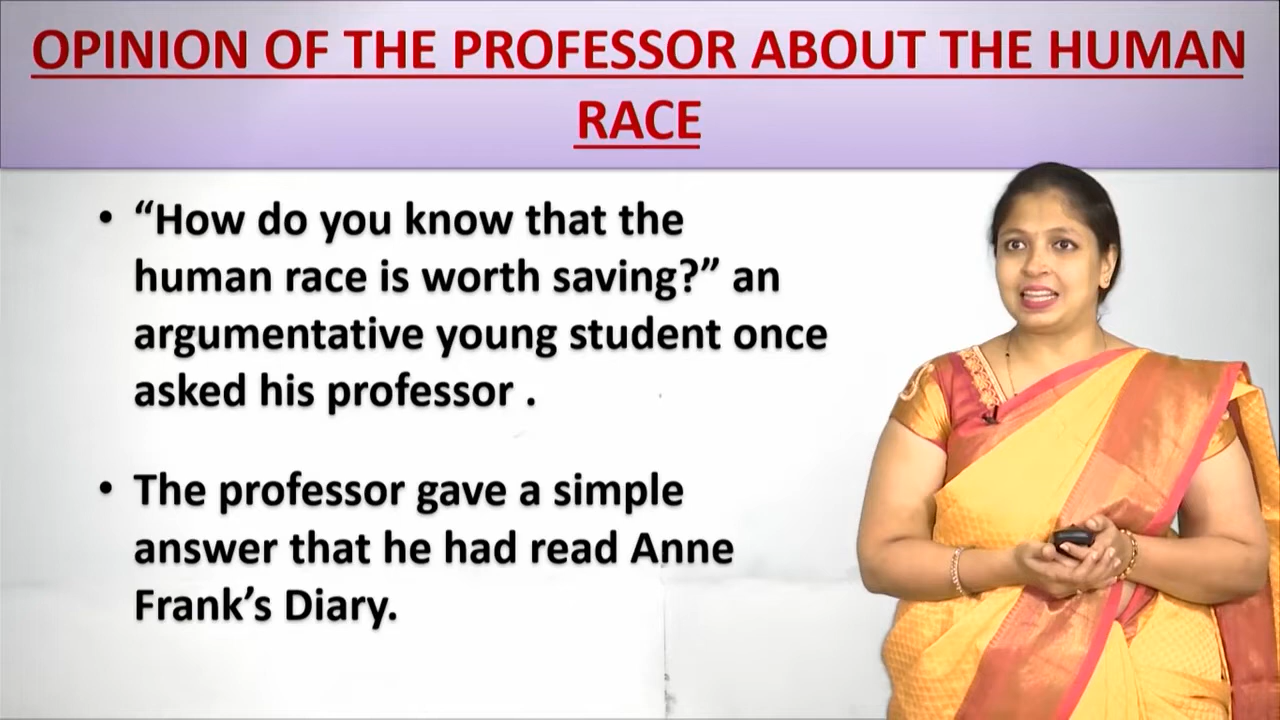 OPINION OF THE PROFESSOR ABOUT THE HUMAN
RACE
• “How do you know that the
human race is worth saving?” an
argumentative young student once
asked his professor .
• The professor gave a simple
answer that he had read Anne
Frank’s Diary.